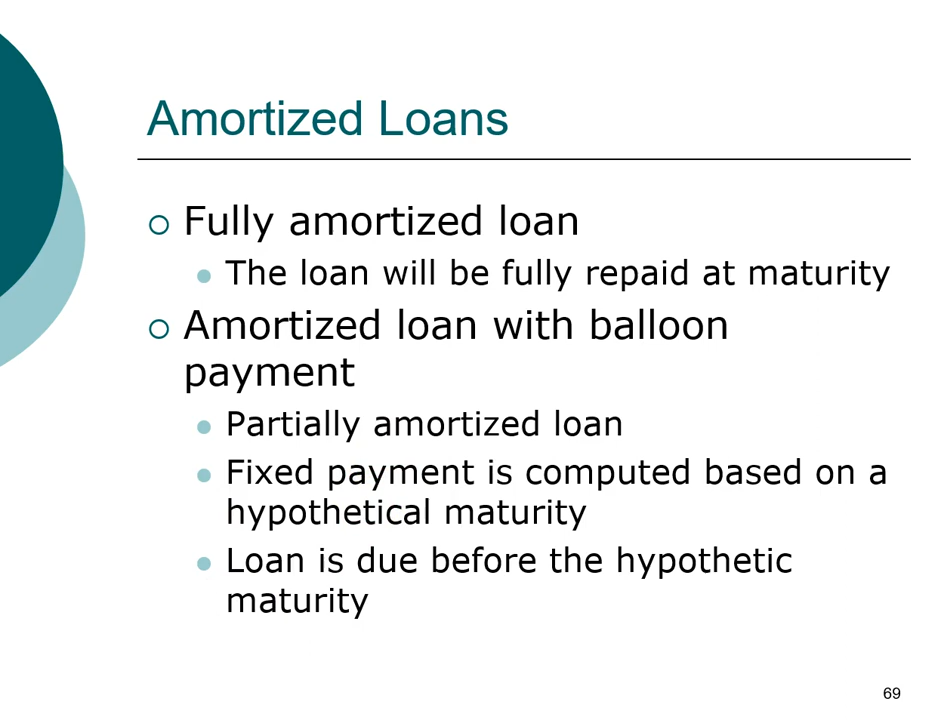 Amortized Loans
Fully amortized loan
The loan will be fully repaid at maturity
Amortized loan with balloon
payment
Partially amortized loan
Fixed payment is computed based on a
hypothetical maturity
Loan is due before the hypothetic
maturity
69